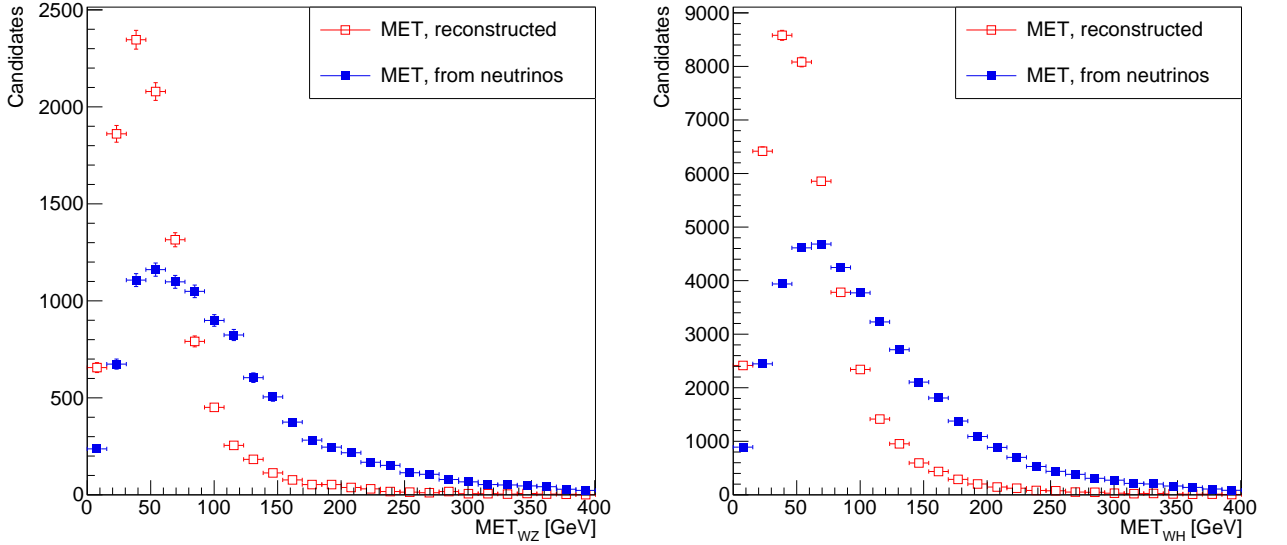 Candidates
2500
2000
1500
1000
500
0
MET, reconstructed
MET, from neutrinos
0 50 100 150 200 250 300 350 400
MET_WZ [GeV]
Candidates
9000
8000
7000
6000
5000
4000
3000
2000
1000
0
MET, reconstructed
MET, from neutrinos
0 50 100 150 200 250 300 350 400
MET_WH [GeV]